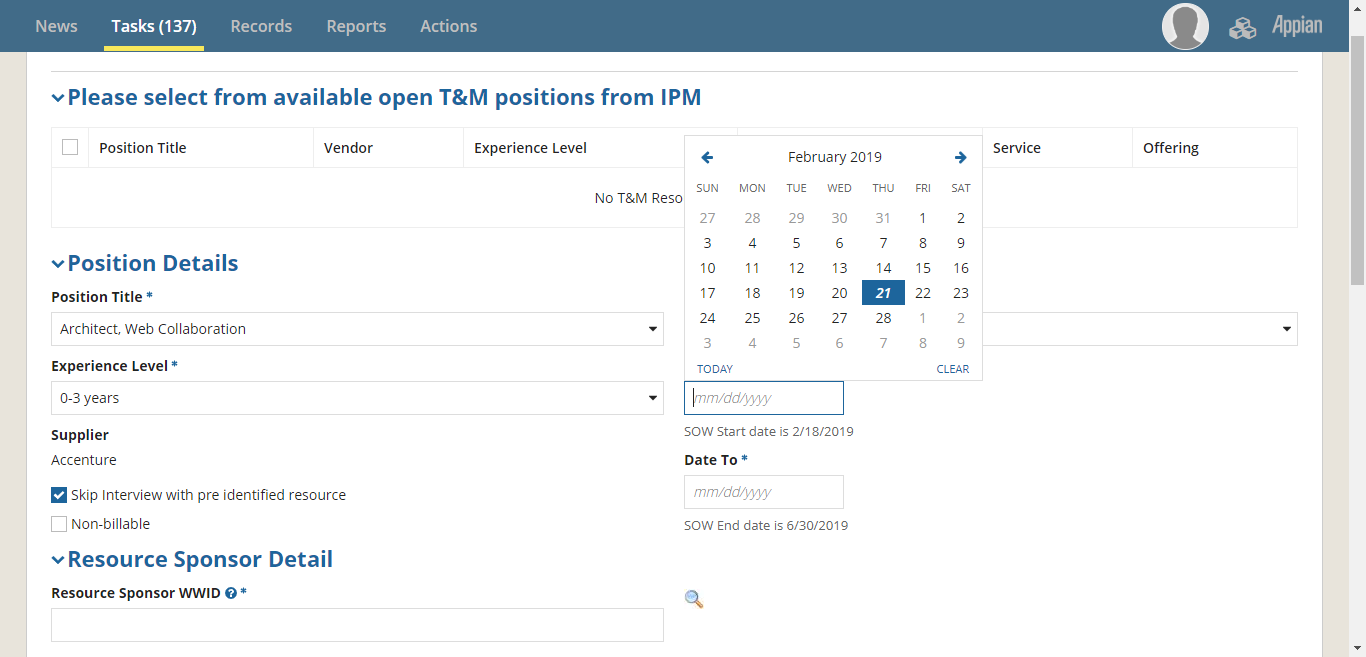 News Tasks (137) Records Reports Actions Appian
Please select from available open T&M positions from IPM
Position Title Vendor Experience Level Service Offering
No T&M Reso
February 2019
SUN MON TUE WED THU FRI SAT
27 28 29 30 31 1 2
3 4 5 6 7 8 9
10 11 12 13 14 15 16
17 18 19 20 21 22 23
24 25 26 27 28 1 2
3 4 5 6 7 8 9
TODAY CLEAR
Position Details
Position Title *
Architect, Web Collaboration
Experience Level *
0-3 years
mm/dd/yyyy
SOW Start date is 2/18/2019
Supplier
Accenture
Date To *
mm/dd/yyyy
SOW End date is 6/30/2019
Skip Interview with pre identified resource
Non-billable
Resource Sponsor Detail
Resource Sponsor WWID ? *